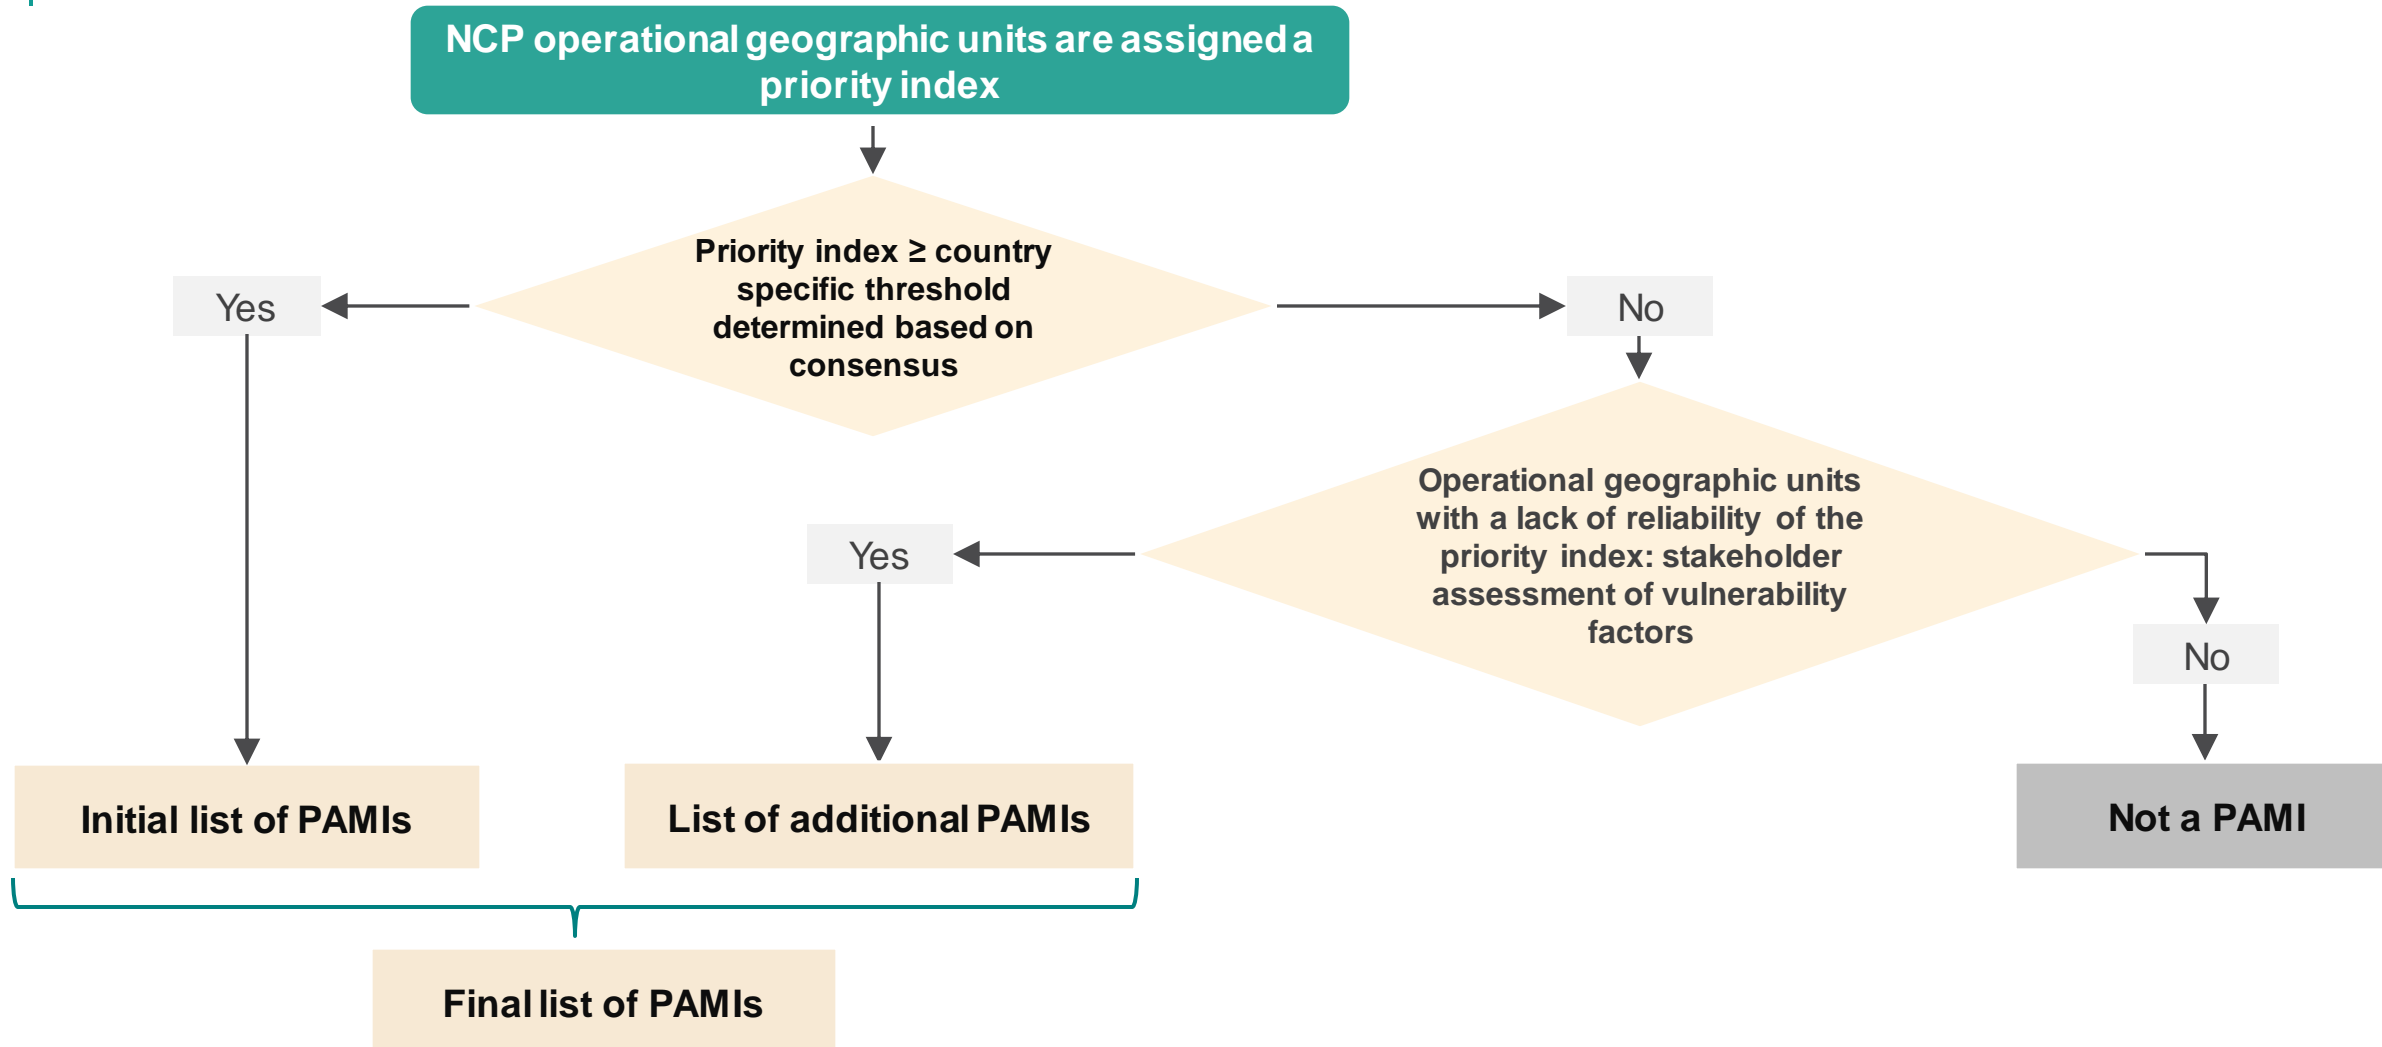 NCP operational geographic units are assigned a
priority index
Priority index ≥ country
specific threshold
determined based on
consensus
Yes
No
Operational geographic units
with a lack of reliability of the
priority index: stakeholder
assessment of vulnerability
factors
Yes
No
Initial list of PAMIs
List of additional PAMIs
Not a PAMI
Final list of PAMIs